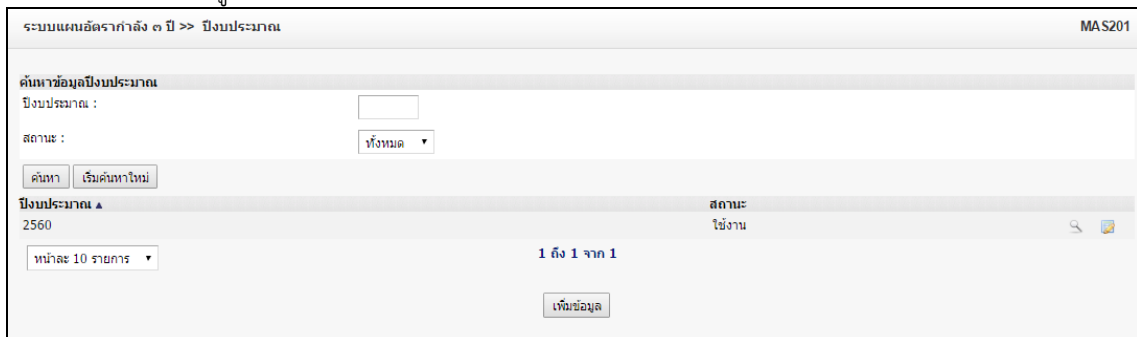 ระบบแผนอัตรากำลัง ๓ ปี >> ปีงบประมาณ MAS201
ค้นหาข้อมูลปีงบประมาณ
ปีงบประมาณ :
สถานะ : ทั้งหมด
ค้นหา เริ่มค้นหาใหม่
ปีงบประมาณ ▲ สถานะ
2560 ใช้งาน
หน้าละ 10 รายการ 1 ถึง 1 จาก 1
เพิ่มข้อมูล